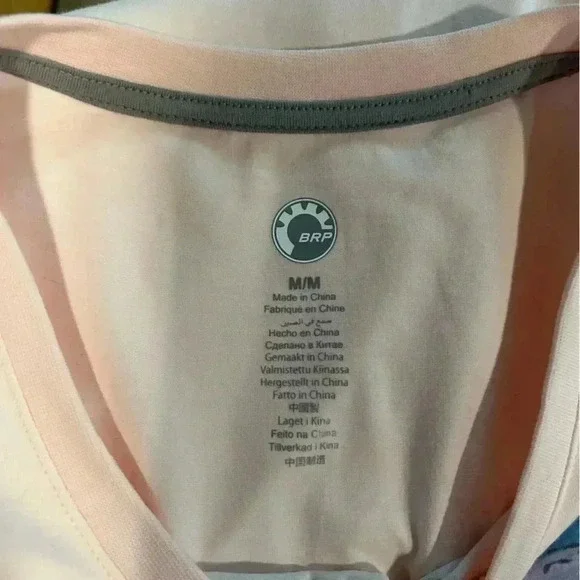 BRP
M/M
Made in China
Fabriqué en Chine
صنع في الصين
Hecho en China
Сделано в Китае
Gemaakt in China
Valmistettu Kiinassa
Hergestellt in China
Fatto in China
中國製
Laget i Kina
Feito na China
Tillverkad i Kina
中国制造